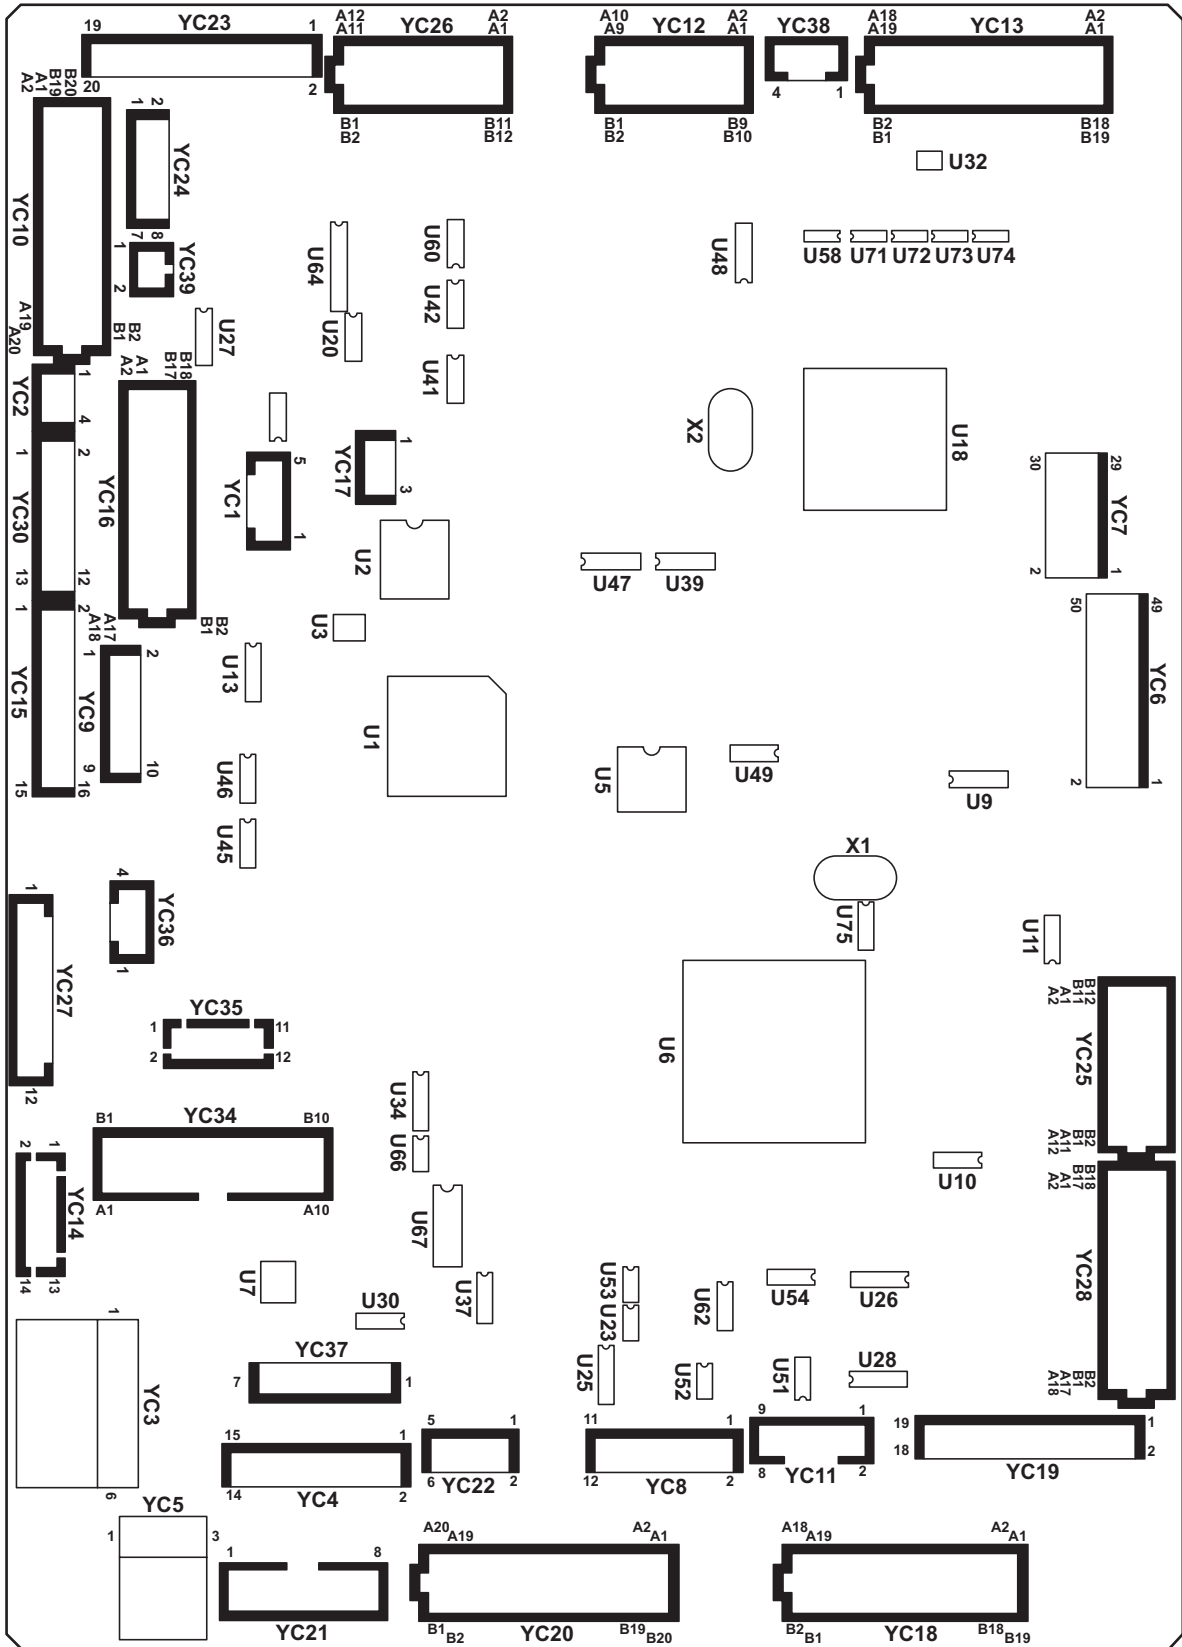 19 YC23 1
20 2
A12 YC26 A2
A11 A1
B1 B11
B2 B12
A10 YC12 A2
A9 A1
B1 B9
B2 B10
YC38
4 1
A18 YC13 A2
A19 A1
B2 B18
B1 B19
U32
A2 A1 B19 B20
YC10
A20 A19 B1 B2
1 2
YC24
7 8
1
YC39
2
U27
U64
U20
U60
U42
U41
U48
U58 U71 U72 U73 U74
1
YC2
4
1 2
YC30
13 12
1 2
YC15
15 16
A2 A1 B17 B18
YC16
A18 A17 B1 B2
5
YC1
1
1
YC17
3
X2
U18
30 29
YC7
2 1
U2
U47 U39
U3
50 49
YC6
2 1
1 2
YC9
9 10
U13
U1
U46
U45
U5
U49
U9
X1
U75
U11
4
YC36
1
1
YC27
12
YC35
1 11
2 12
U6
A2 A1 B11 B12
YC25
A12 A11 B1 B2
B1 YC34 B10
A1 A10
U34
U66
U67
U10
2 1
YC14
14 13
A2 A1 B17 B18
YC28
A18 A17 B1 B2
U7
U30
U37
U53
U23
U62
U54 U26
YC37
7 1
U25
U52
U51
U28
1
YC3
6
15 1
14 YC4 2
5 1
6 YC22 2
11 1
12 YC8 2
9 1
8 YC11 2
19 1
18 YC19 2
YC5
1 3
1 8
YC21
A20 A19 A2 A1
B1 B2 YC20 B19 B20
A18 A19 A2 A1
B2 B1 YC18 B18 B19